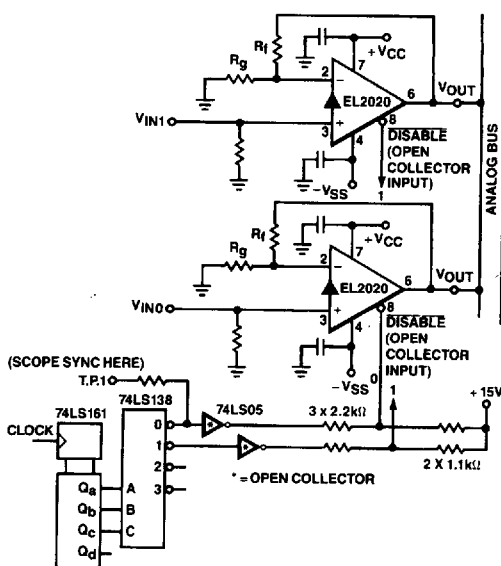 Rf
+VCC
Rg
2
7
−
EL2020
6
VOUT
VIN1
+
3
4
8
DISABLE
(OPEN
COLLECTOR
INPUT)
−VSS
1
ANALOG BUS
Rf
+VCC
Rg
2
7
−
EL2020
6
VOUT
VIN0
+
3
4
8
DISABLE
(OPEN
COLLECTOR
INPUT)
−VSS
0
1
(SCOPE SYNC HERE)
T.P.1
+15V
74LS161
74LS138
74LS05
3 x 2.2kΩ
CLOCK
0
*
1
*
2 X 1.1kΩ
2
3
* = OPEN COLLECTOR
Qa
A
Qb
B
Qc
C
Qd